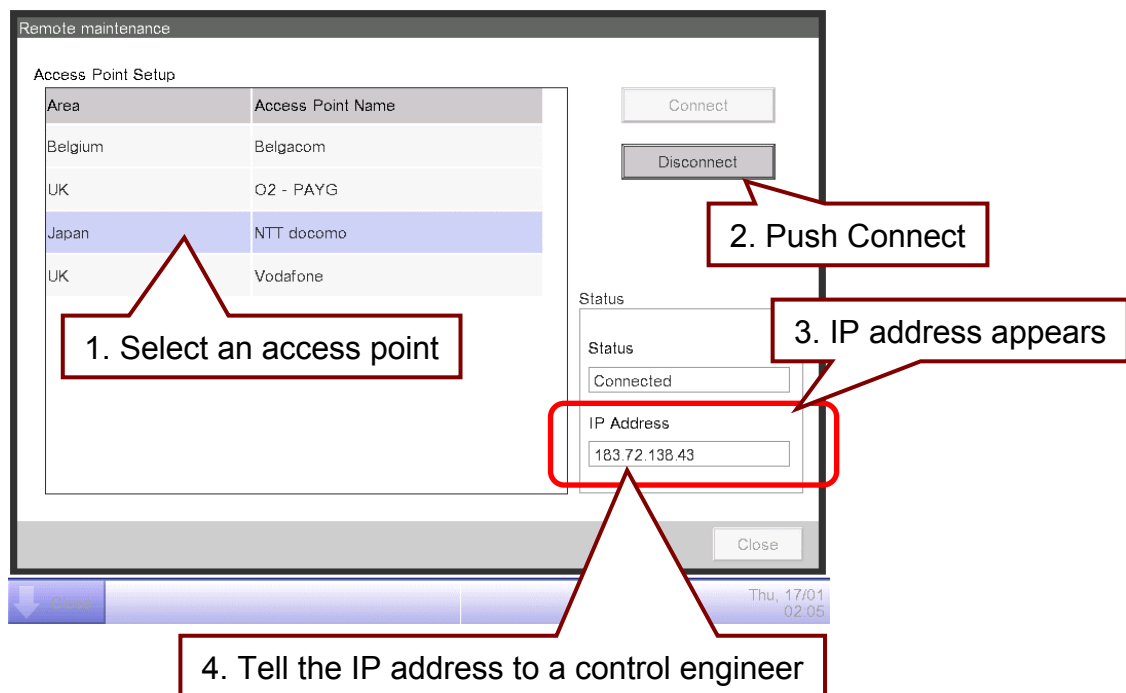 Remote maintenance
Access Point Setup
Area Access Point Name
Belgium Belgacom
UK O2 - PAYG
Japan NTT docomo
UK Vodafone
Connect
Disconnect
2. Push Connect
1. Select an access point
Status
3. IP address appears
Status
Connected
IP Address
183.72.138.43
Close
Close
Thu, 17/01
02:05
4. Tell the IP address to a control engineer